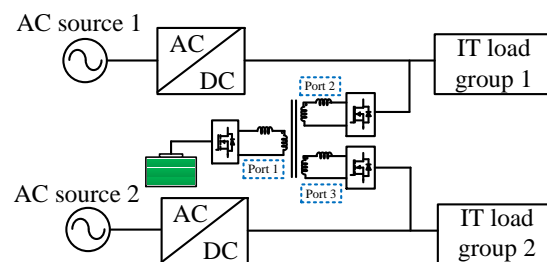 AC source 1
AC
DC
IT load
group 1
Port 2
Port 1
Port 3
AC source 2
AC
DC
IT load
group 2